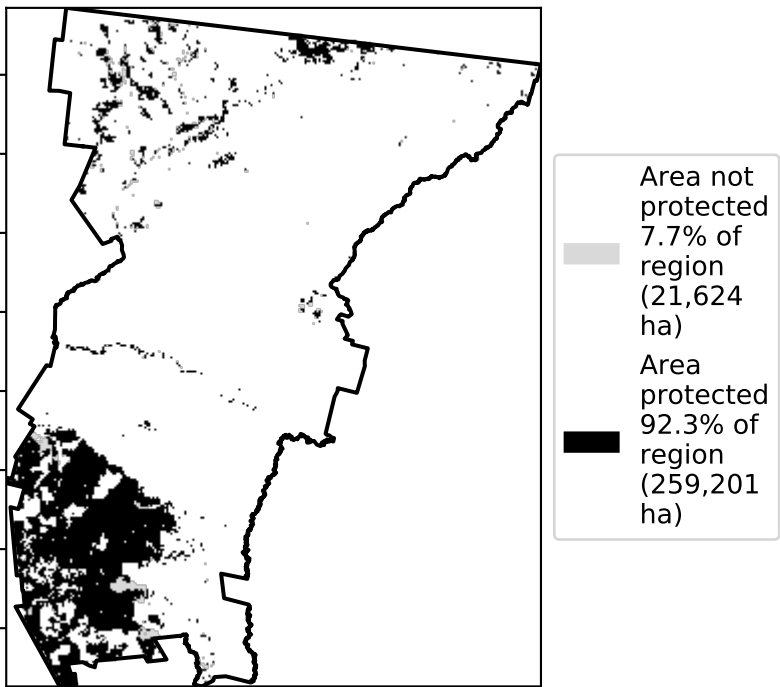 Area not
protected
7.7% of
region
(21,624
ha)
Area
protected
92.3% of
region
(259,201
ha)